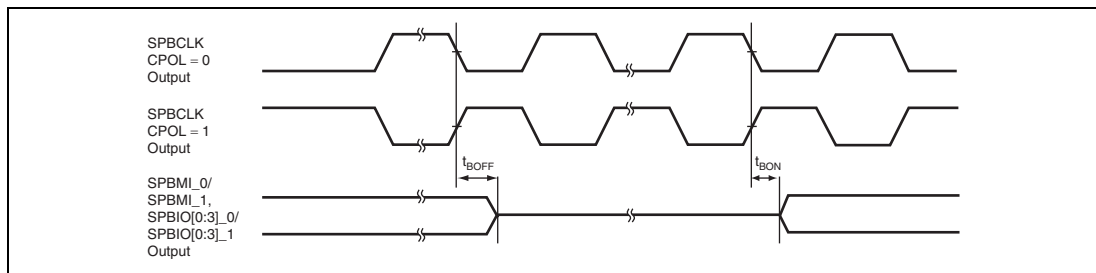 SPBCLK
CPOL = 0
Output
SPBCLK
CPOL = 1
Output
tBOFF
tBON
SPBMI_0/
SPBMI_1,
SPBIO[0:3]_0/
SPBIO[0:3]_1
Output